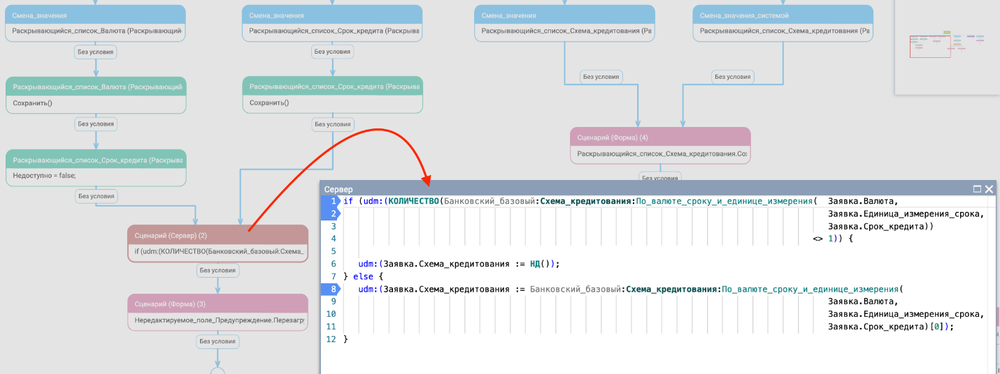 Смена_значения
Раскрывающийся_список_Валюта (Раскрывающий
Без условия
Раскрывающийся_список_Валюта (Раскрывающий
Сохранить()
Без условия
Раскрывающийся_список_Срок_кредита (Раскрыва
Недоступно = false;
Без условия
Смена_значения
Раскрывающийся_список_Срок_кредита (Раскрыва
Без условия
Раскрывающийся_список_Срок_кредита (Раскрыва
Сохранить()
Без условия
Сценарий (Сервер) (2)
if (udm:(КОЛИЧЕСТВО(Банковский_базовый:Схема_
Без условия
Сценарий (Форма) (3)
Нередактируемое_поле_Предупреждение.Перезагр
Без условия
Смена_значения
Раскрывающийся_список_Схема_кредитования (Ра
Без условия
Смена_значения_системой
Раскрывающийся_список_Схема_кредитования (Ра
Без условия
Сценарий (Форма) (4)
Раскрывающийся_список_Схема_кредитования.Сох
Без условия
Сервер
1 if (udm:(КОЛИЧЕСТВО(Банковский_базовый:Схема_кредитования:По_валюте_сроку_и_единице_измерения( Заявка.Валюта,
2 Заявка.Единица_измерения_срока,
3 Заявка.Срок_кредита))
4 <> 1)) {
5
6 udm:(Заявка.Схема_кредитования := НД());
7 } else {
8 udm:(Заявка.Схема_кредитования := Банковский_базовый:Схема_кредитования:По_валюте_сроку_и_единице_измерения(
9 Заявка.Валюта,
10 Заявка.Единица_измерения_срока,
11 Заявка.Срок_кредита)[0]);
12 }